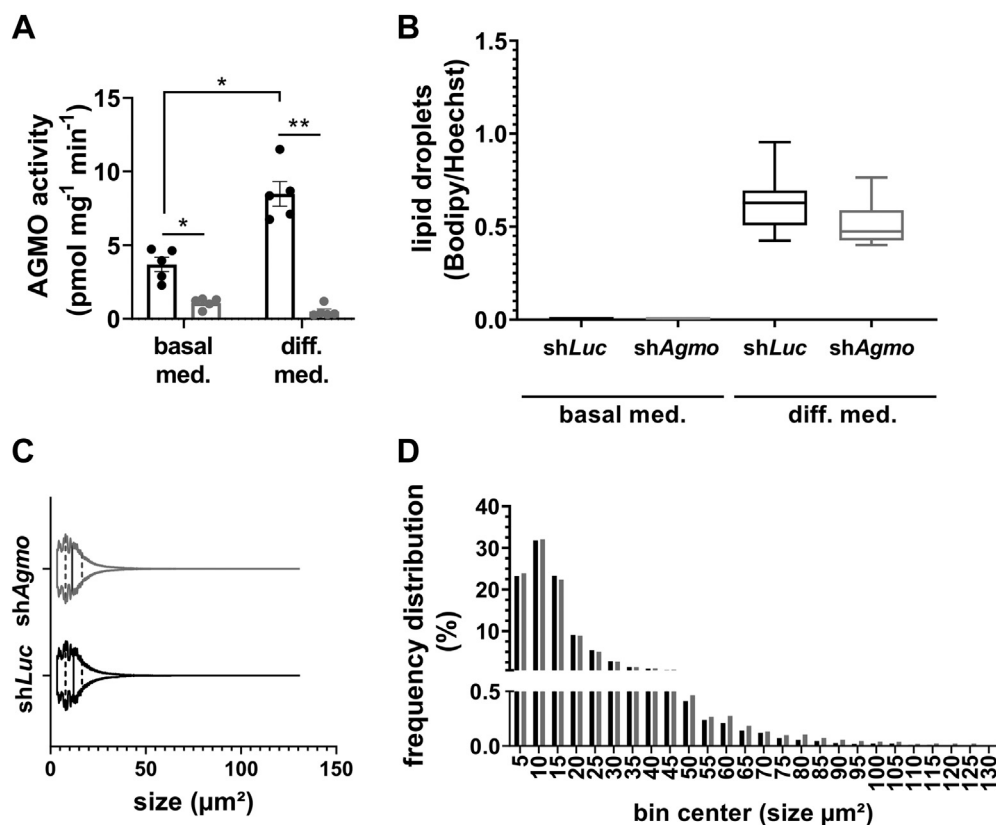 A
AGMO activity
(pmol mg⁻¹ min⁻¹)
15
10
5
0
*
*
**
basal
med.
diff.
med.
B
lipid droplets
(Bodipy/Hoechst)
1.5
1.0
0.5
0.0
shLuc
shAgmo
shLuc
shAgmo
basal med.
diff. med.
C
shAgmo
shLuc
0
50
100
150
size (µm²)
D
frequency distribution
(%)
40
30
20
10
0.5
0.0
5
10
15
20
25
30
35
40
45
50
55
60
65
70
75
80
85
90
95
100
105
110
115
120
125
130
bin center (size µm²)